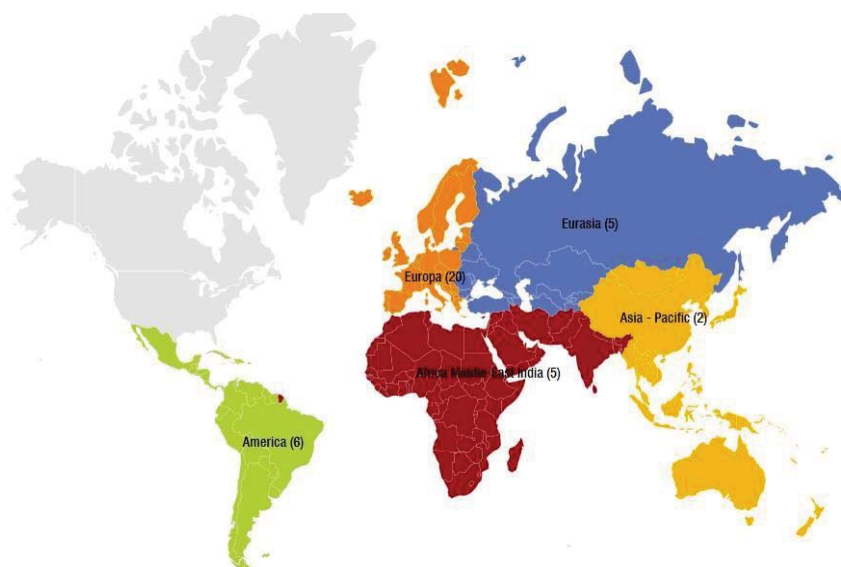 Eurasia (5)
Europa (20)
Asia - Pacific (2)
Africa Middle-East India (5)
America (6)